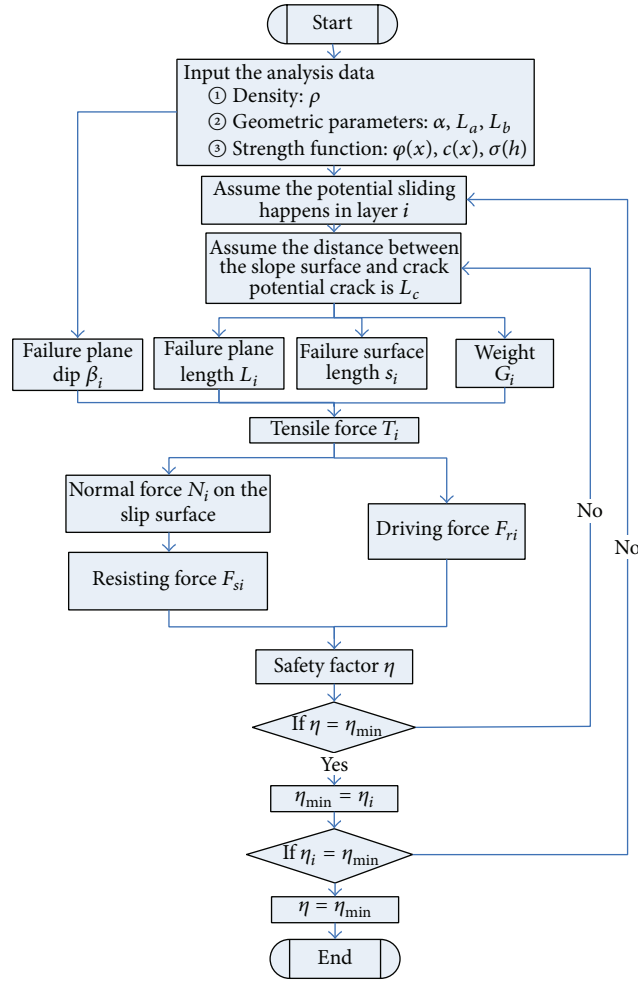 Start
Input the analysis data
① Density: ρ
② Geometric parameters: α, L_a, L_b
③ Strength function: φ(x), c(x), σ(h)
Assume the potential sliding
happens in layer i
Assume the distance between
the slope surface and crack
potential crack is L_c
Failure plane
dip β_i
Failure plane
length L_i
Failure surface
length s_i
Weight
G_i
Tensile force T_i
Normal force N_i on the
slip surface
Driving force F_ri
No
No
Resisting force F_si
Safety factor η
If η = η_min
Yes
η_min = η_i
If η_i = η_min
η = η_min
End